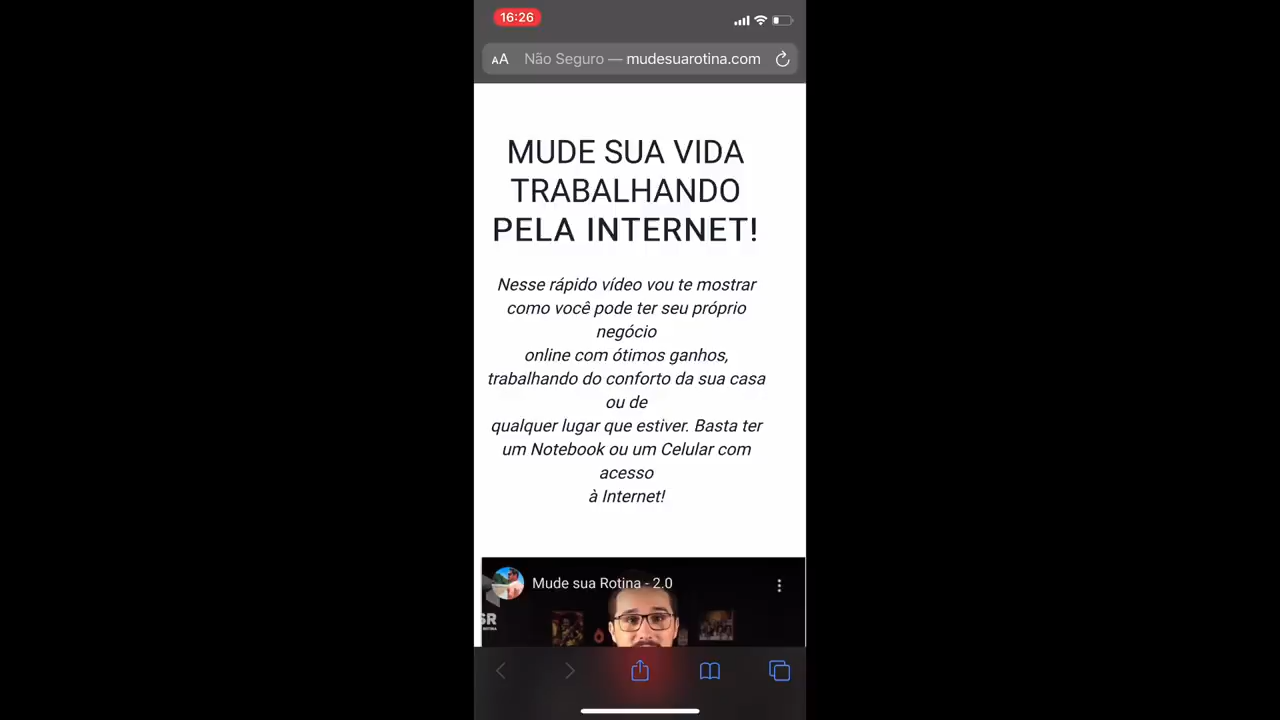 16:26
AA Não Seguro — mudesuarotina.com
MUDE SUA VIDA
TRABALHANDO
PELA INTERNET!
Nesse rápido vídeo vou te mostrar
como você pode ter seu próprio
negócio
online com ótimos ganhos,
trabalhando do conforto da sua casa
ou de
qualquer lugar que estiver. Basta ter
um Notebook ou um Celular com
acesso
à Internet!
Mude sua Rotina - 2.0
SR